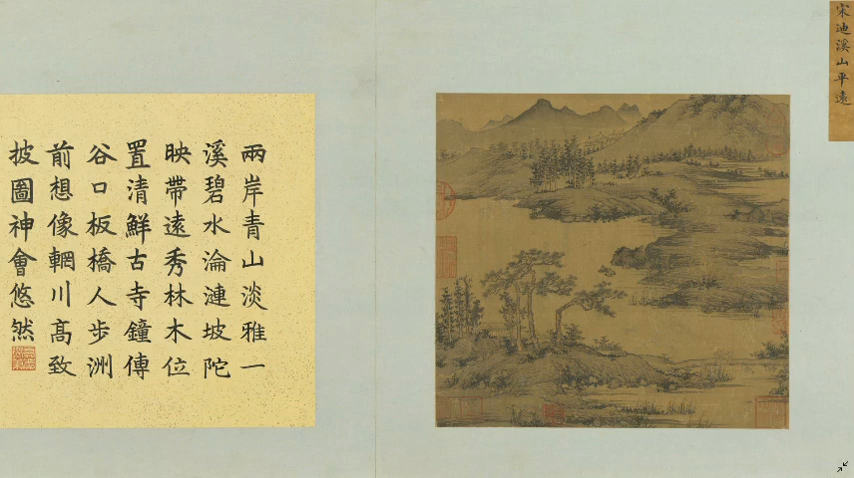 宋迪溪山平遠
兩岸青山淡雅一
溪碧水淪漣坡陀
映帶遠秀林木位
置清鮮古寺鐘傳
谷口板橋人步洲
前想像輞川髙致
披圖神會悠然